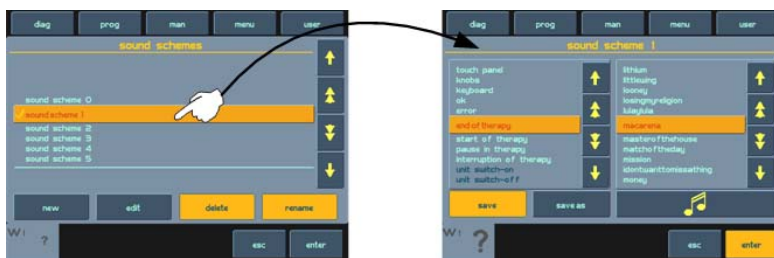 diag prog man menu user
sound schemes
sound scheme 0
sound scheme 1
sound scheme 2
sound scheme 3
sound scheme 4
sound scheme 5
new edit delete rename
W! ?
esc enter
diag prog man menu user
sound scheme 1
touch panel
knobs
keyboard
ok
error
end of therapy
start of therapy
pause in therapy
interruption of therapy
unit switch-on
unit switch-off
lithium
littlewing
looney
losingmyreligion
lulajlula
macarena
masterofthehouse
matchoftheday
mission
idontwanttomissathing
money
save save as
W! ?
esc enter